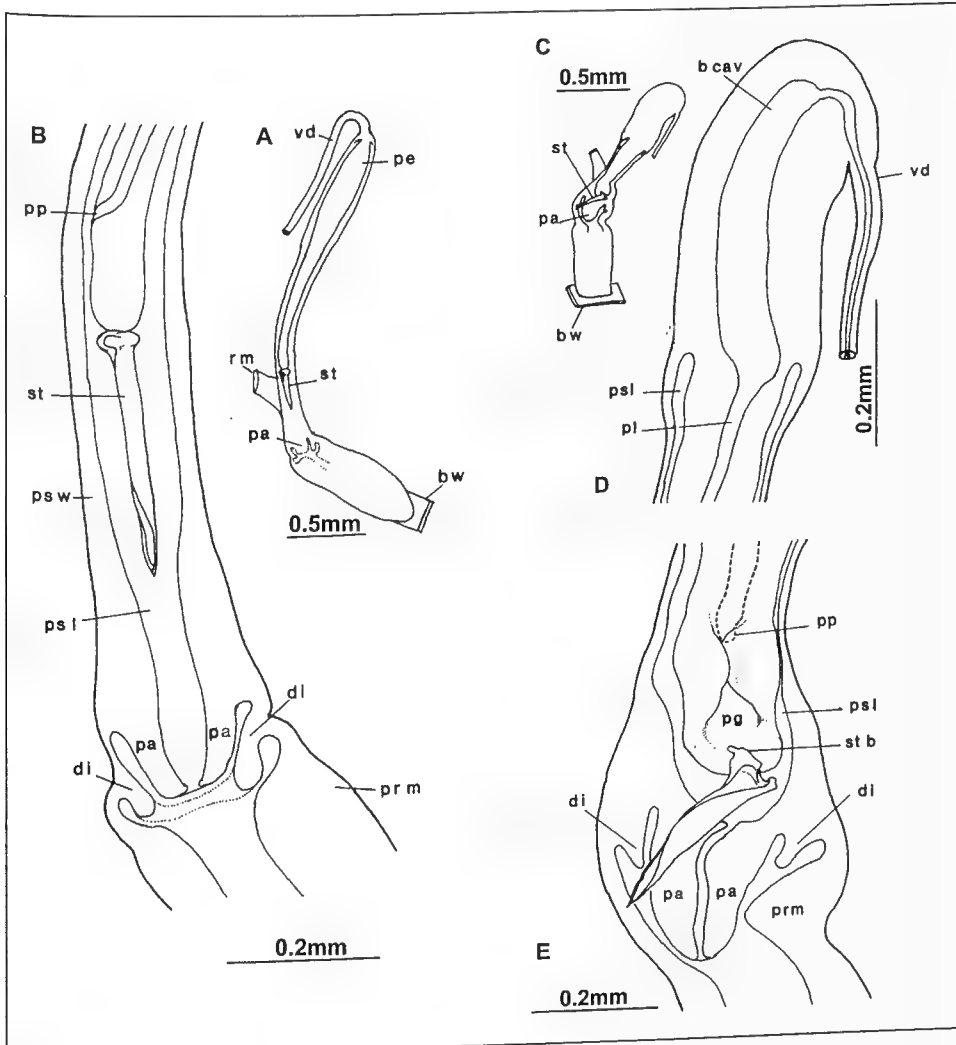 C
0.5mm
b cav
B
A
vd
pe
st
vd
pp
pa
bw
rm
st
psl
st
0.2mm
pl
pa
psw
bw
D
0.5mm
psl
pp
dl
psl
pa
pa
pg
st b
di
di
di
prm
pa
pa
prm
0.2mm
E
0.2mm